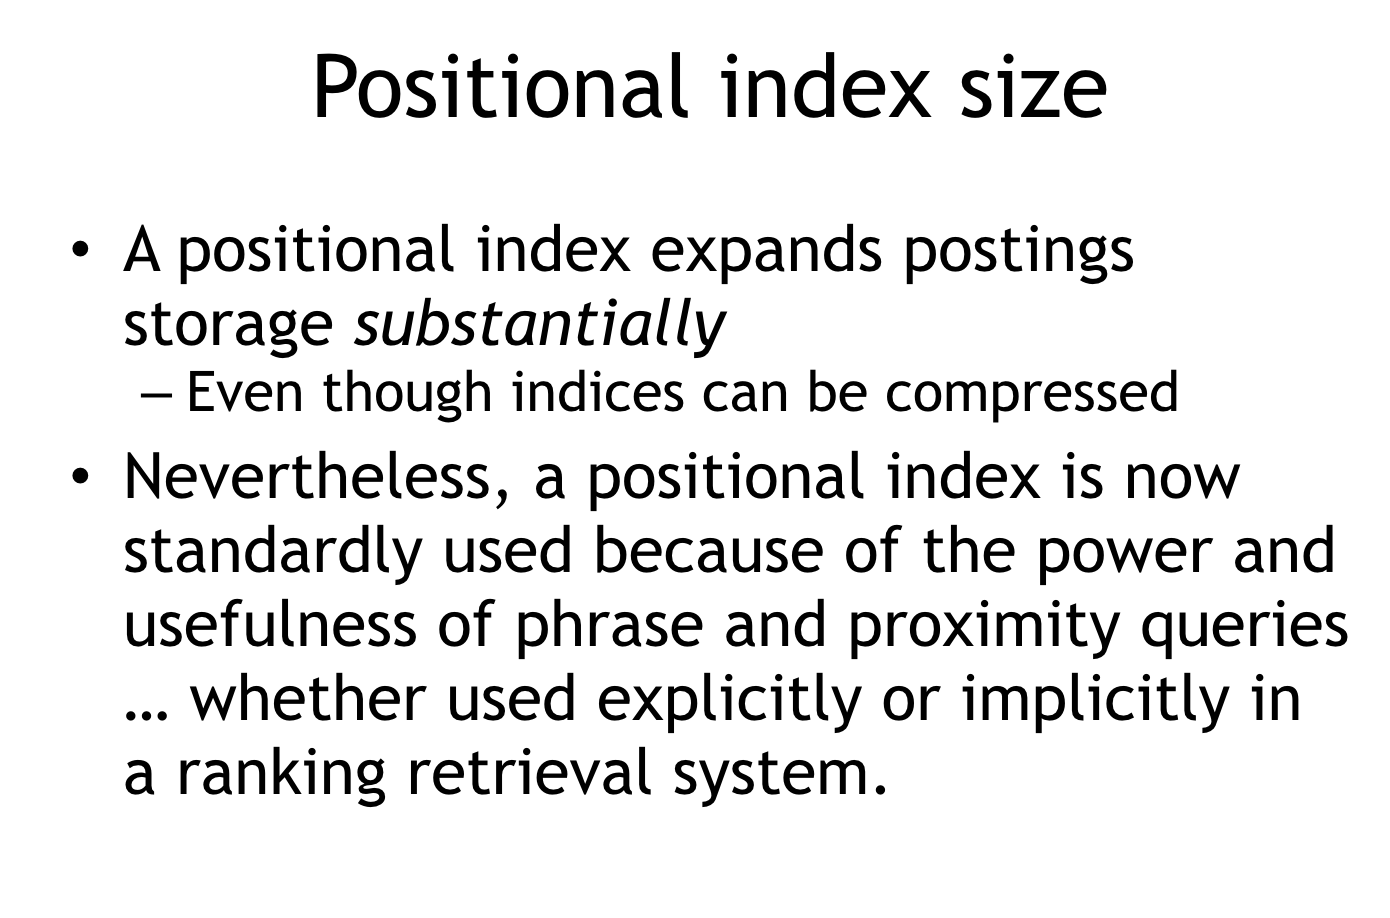 Positional index size
• A positional index expands postings
storage substantially
– Even though indices can be compressed
• Nevertheless, a positional index is now
standardly used because of the power and
usefulness of phrase and proximity queries
… whether used explicitly or implicitly in
a ranking retrieval system.